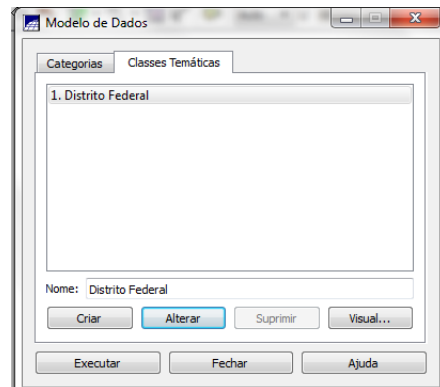 Modelo de Dados
Categorias Classes Temáticas
1. Distrito Federal
Nome: Distrito Federal
Criar Alterar Suprimir Visual...
Executar Fechar Ajuda